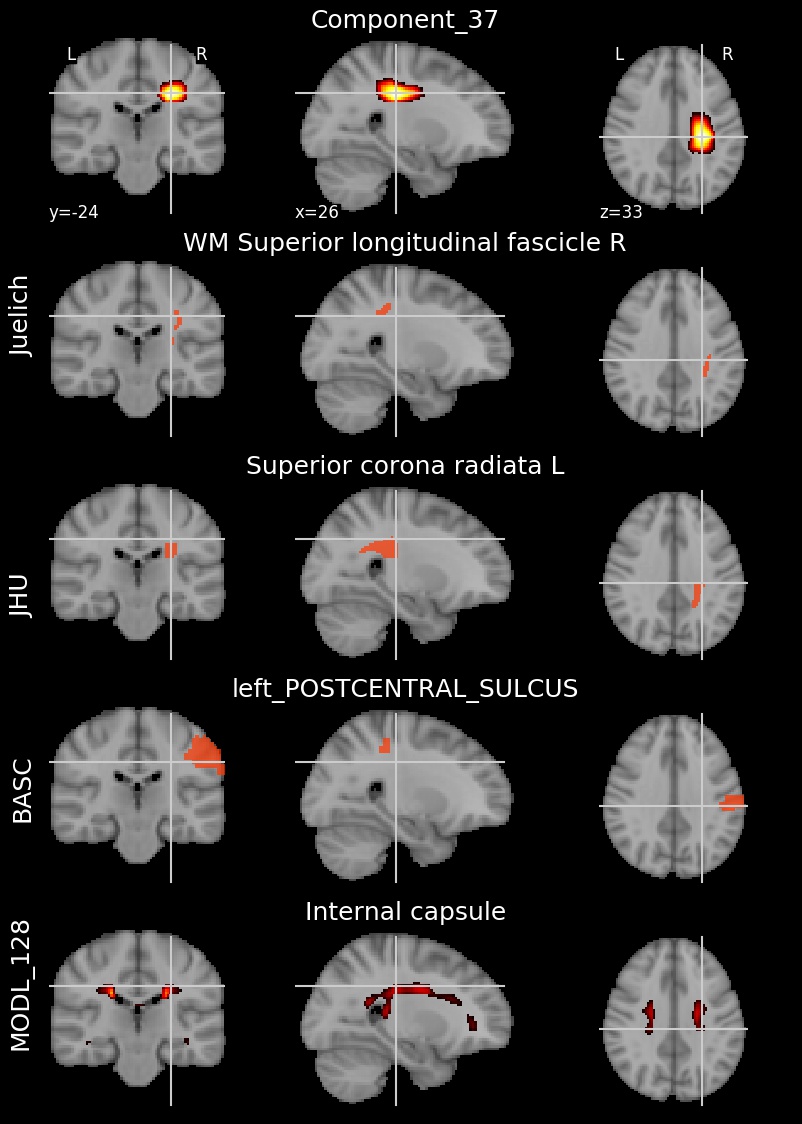 Component_37
L R L R
y=-24 x=26 z=33
WM Superior longitudinal fascicle R
Juelich
Superior corona radiata L
JHU
left_POSTCENTRAL_SULCUS
BASC
Internal capsule
MODL_128